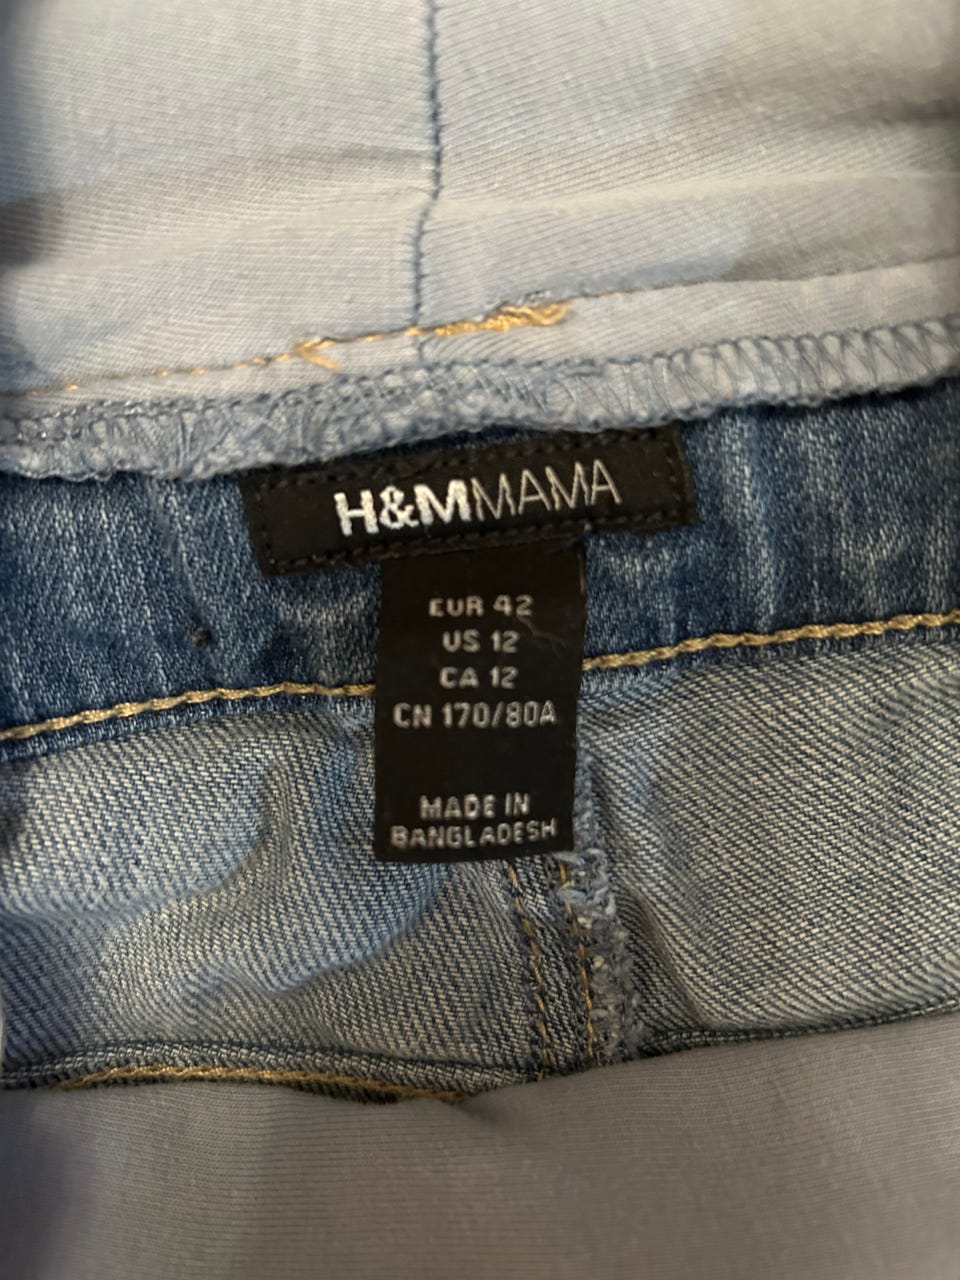 H&MMAMA
EUR 42
US 12
CA 12
CN 170/80A
MADE IN
BANGLADESH